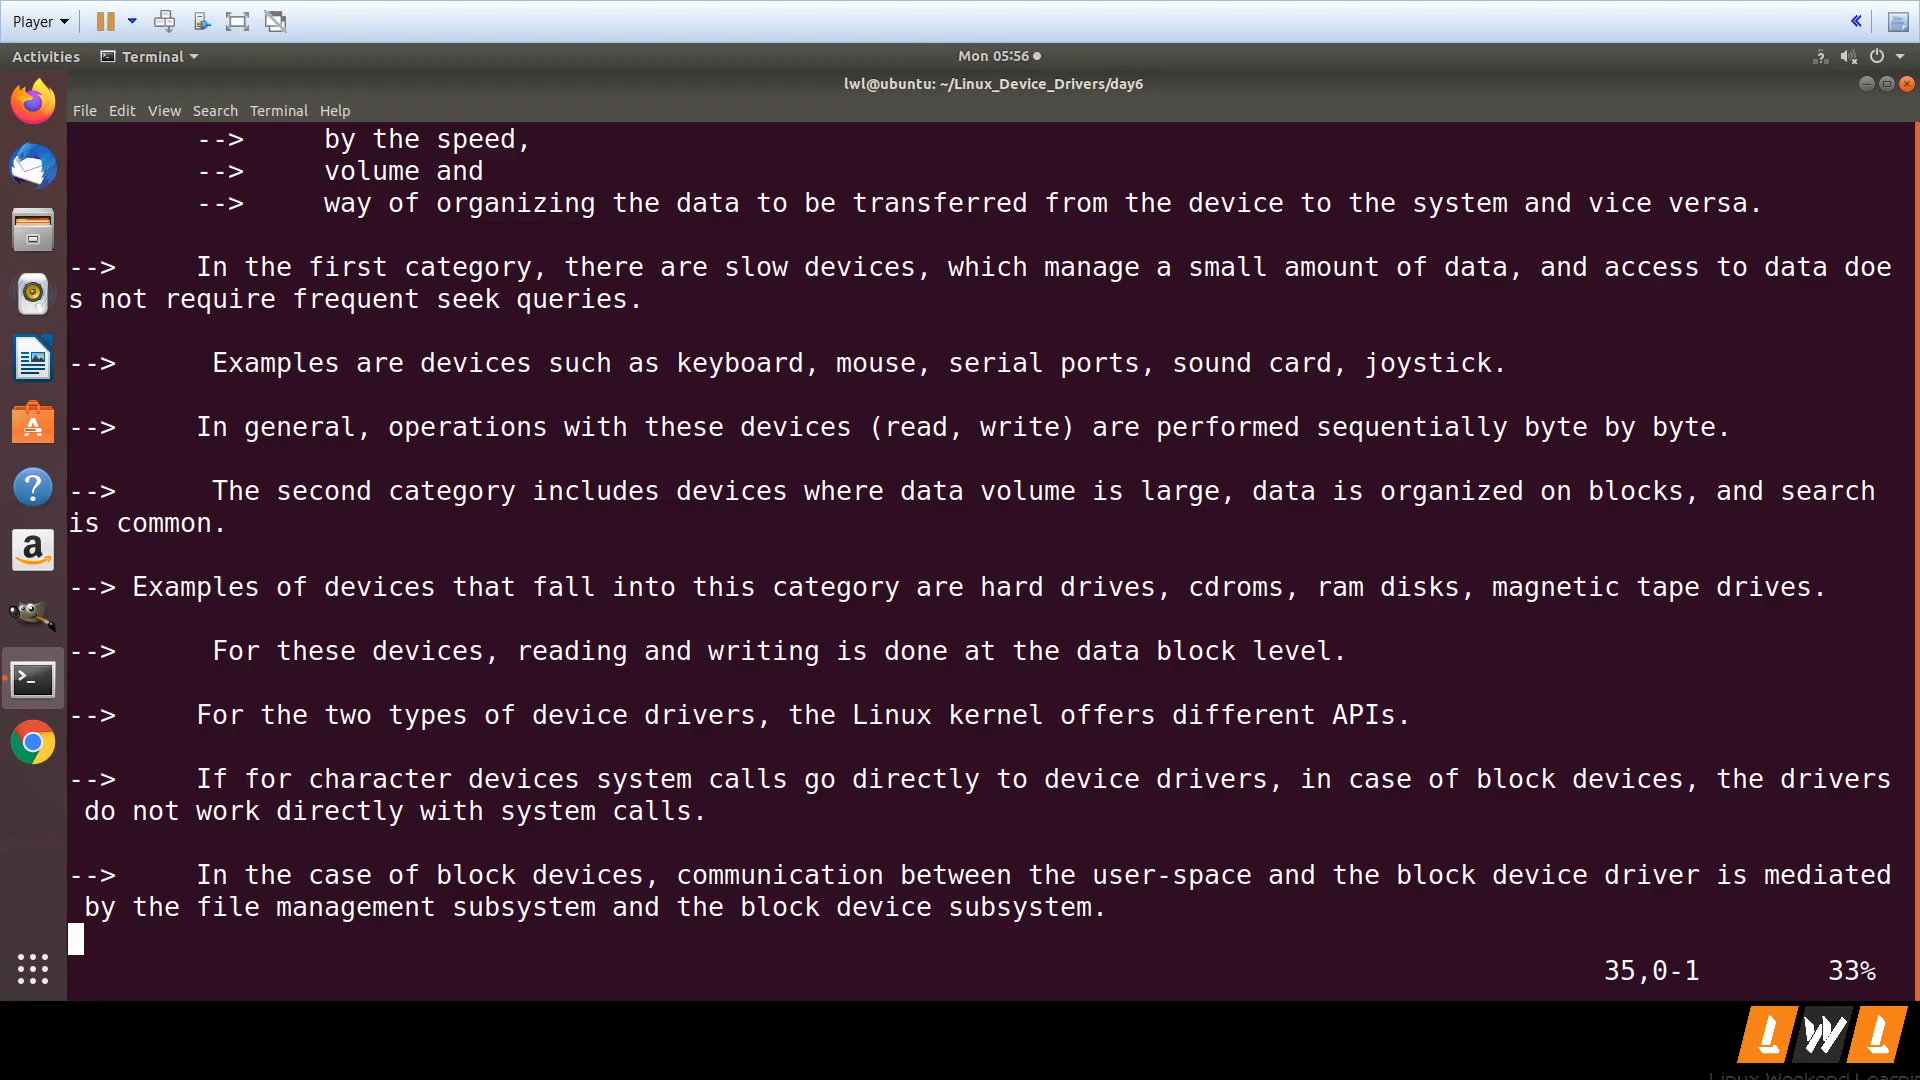 Player
Activities
Terminal
Mon 05:56
lwl@ubuntu: ~/Linux_Device_Drivers/day6
File Edit View Search Terminal Help
--> by the speed,
--> volume and
--> way of organizing the data to be transferred from the device to the system and vice versa.
--> In the first category, there are slow devices, which manage a small amount of data, and access to data doe
s not require frequent seek queries.
--> Examples are devices such as keyboard, mouse, serial ports, sound card, joystick.
--> In general, operations with these devices (read, write) are performed sequentially byte by byte.
--> The second category includes devices where data volume is large, data is organized on blocks, and search
is common.
--> Examples of devices that fall into this category are hard drives, cdroms, ram disks, magnetic tape drives.
--> For these devices, reading and writing is done at the data block level.
--> For the two types of device drivers, the Linux kernel offers different APIs.
--> If for character devices system calls go directly to device drivers, in case of block devices, the drivers
do not work directly with system calls.
--> In the case of block devices, communication between the user-space and the block device driver is mediated
by the file management subsystem and the block device subsystem.
35,0-1 33%
LWL